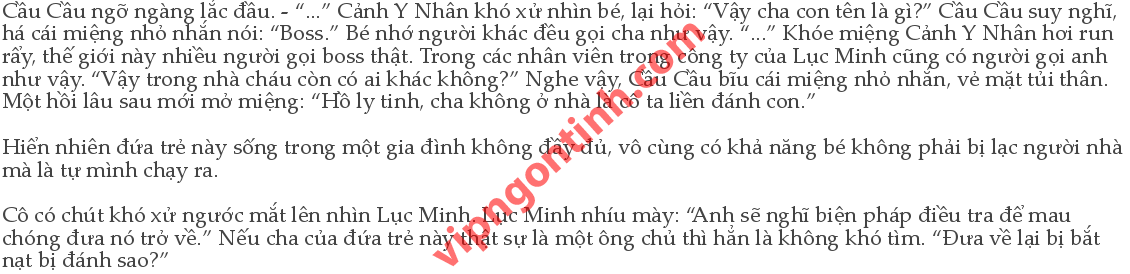 Cầu Cầu ngỡ ngàng lắc đầu. - “...” Cảnh Y Nhân khó xử nhìn bé, lại hỏi: “Vậy cha con tên là gì?” Cầu Cầu suy nghĩ,
há cái miệng nhỏ nhắn nói: “Boss.” Bé nhớ người khác đều gọi cha như vậy. “...” Khóe miệng Cảnh Y Nhân hơi run
rẩy, thế giới này nhiều người gọi boss thật. Trong các nhân viên trong công ty của Lục Minh cũng có người gọi anh
như vậy. “Vậy trong nhà cháu còn có ai khác không?” Nghe vậy, Cầu Cầu bĩu cái miệng nhỏ nhắn, vẻ mặt tủi thân.
Một hồi lâu sau mới mở miệng: “Hồ ly tinh, cha không ở nhà là cô ta liền đánh con.”
Hiển nhiên đứa trẻ này sống trong một gia đình không đầy đủ, vô cùng có khả năng bé không phải bị lạc người nhà
mà là tự mình chạy ra.
Cô có chút khó xử ngước mắt lên nhìn Lục Minh. Lục Minh nhíu mày: “Anh sẽ nghĩ biện pháp điều tra để mau
chóng đưa nó trở về.” Nếu cha của đứa trẻ này thật sự là một ông chủ thì hẳn là không khó tìm. “Đưa về lại bị bắt
nạt bị đánh sao?”
vipngontinh.com